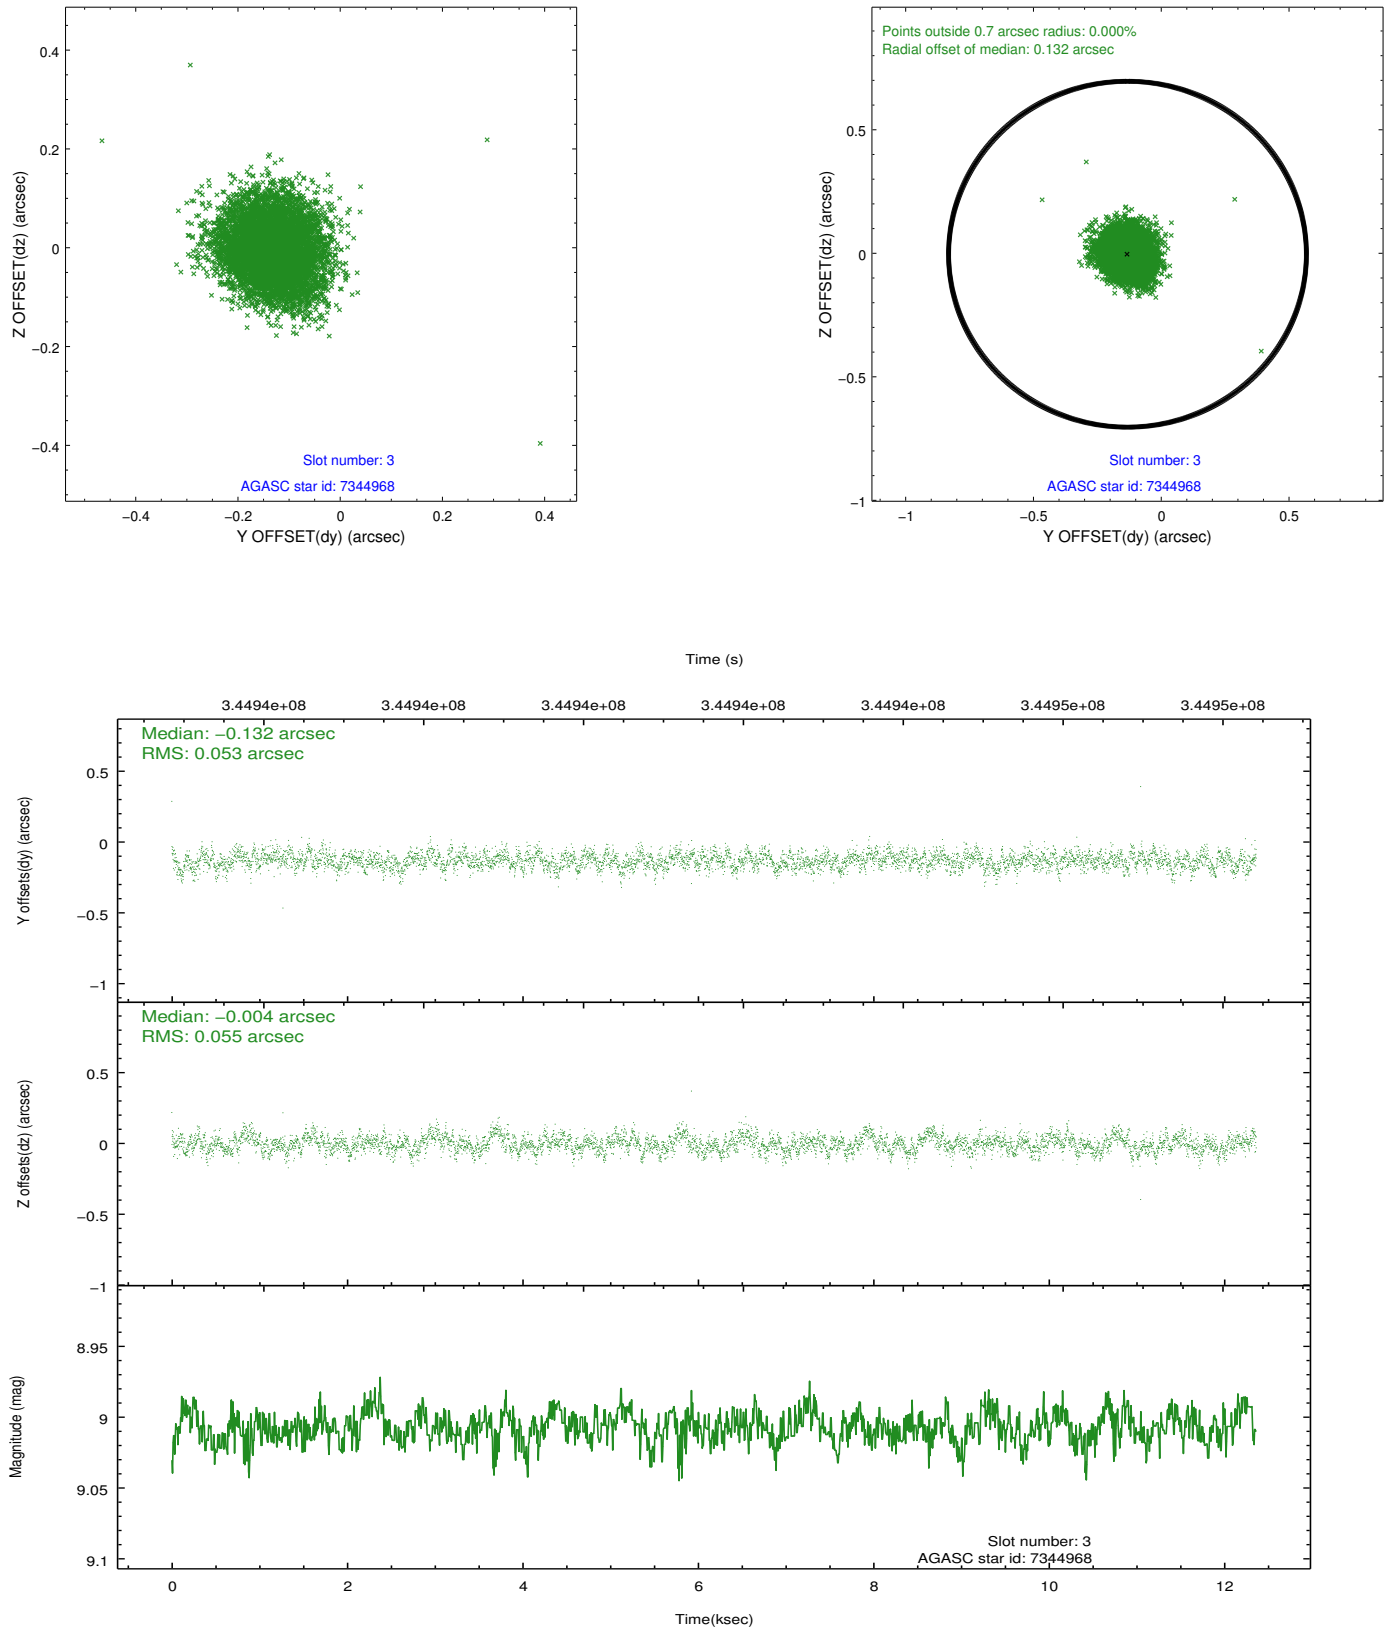 0.4
0.2
0
−0.2
−0.4
Z OFFSET(dz) (arcsec)
Slot number: 3
AGASC star id: 7344968
−0.4 −0.2 0 0.2 0.4
Y OFFSET(dy) (arcsec)
Points outside 0.7 arcsec radius: 0.000%
Radial offset of median: 0.132 arcsec
0.5
0
−0.5
−1
Z OFFSET(dz) (arcsec)
Slot number: 3
AGASC star id: 7344968
−1 −0.5 0 0.5
Y OFFSET(dy) (arcsec)
Time (s)
3.4494e+08 3.4494e+08 3.4494e+08 3.4494e+08 3.4494e+08 3.4495e+08 3.4495e+08
Median: −0.132 arcsec
RMS: 0.053 arcsec
0.5
0
−0.5
−1
Y offsets(dy) (arcsec)
Median: −0.004 arcsec
RMS: 0.055 arcsec
0.5
0
−0.5
−1
Z offsets(dz) (arcsec)
8.95
9
9.05
9.1
Magnitude (mag)
Slot number: 3
AGASC star id: 7344968
0 2 4 6 8 10 12
Time(ksec)